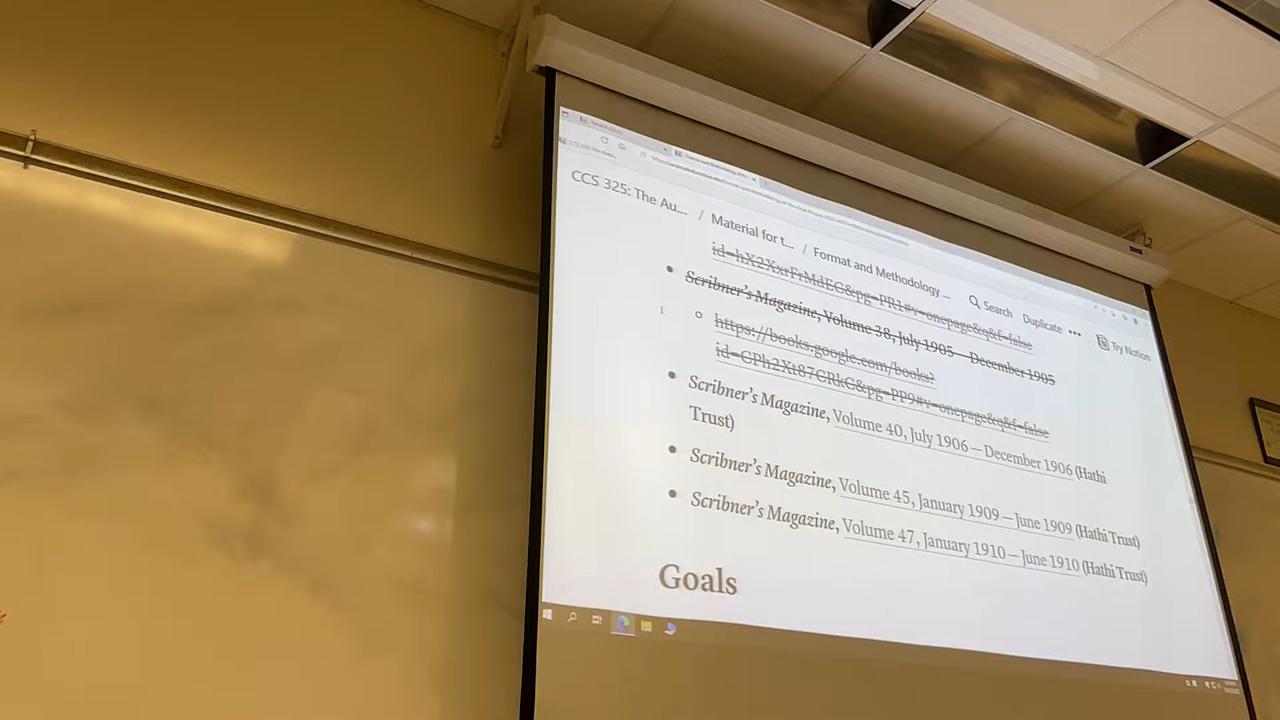 CCS 325: The Au... / Material for t... / Format and Methodology ... Search Duplicate ••• Try Notion
id=hX2XxrFrMdEC&pg=PR1#v=onepage&q&f=false
• Scribner's Magazine, Volume 38, July 1905 – December 1905
https://books.google.com/books?
id=GPh2Xt87CRkC&pg=PP9#v=onepage&q&f=false
• Scribner's Magazine, Volume 40, July 1906 – December 1906 (Hathi
Trust)
• Scribner's Magazine, Volume 45, January 1909 – June 1909 (Hathi Trust)
• Scribner's Magazine, Volume 47, January 1910 – June 1910 (Hathi Trust)
Goals